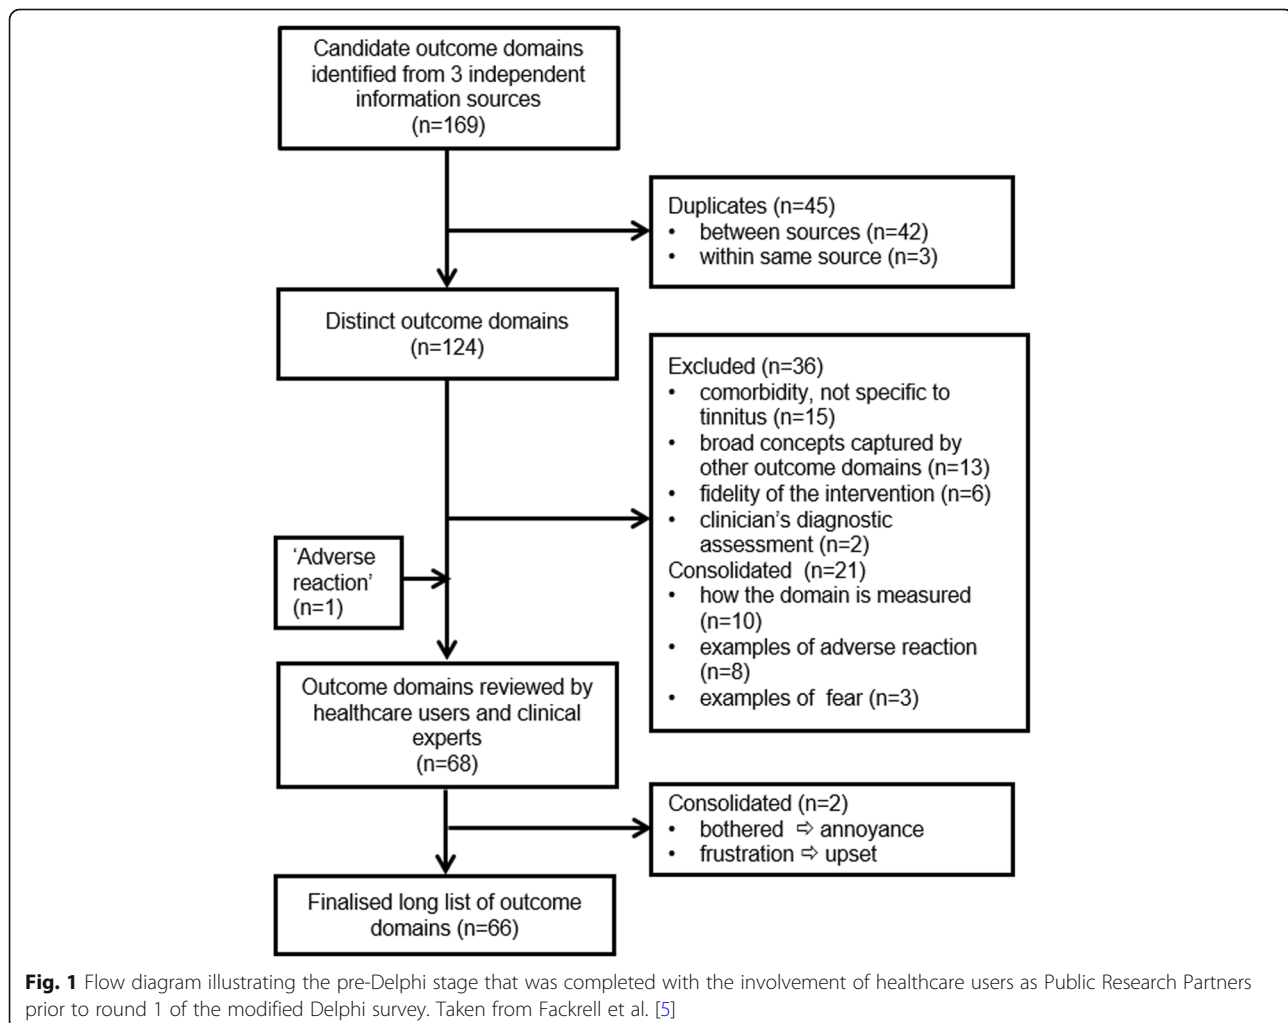 Candidate outcome domains
identified from 3 independent
information sources
(n=169)
Duplicates (n=45)
• between sources (n=42)
• within same source (n=3)
Distinct outcome domains
(n=124)
Excluded (n=36)
• comorbidity, not specific to
tinnitus (n=15)
• broad concepts captured by
other outcome domains (n=13)
• fidelity of the intervention (n=6)
• clinician's diagnostic
assessment (n=2)
Consolidated (n=21)
• how the domain is measured
(n=10)
• examples of adverse reaction
(n=8)
• examples of fear (n=3)
‘Adverse
reaction’
(n=1)
Outcome domains reviewed by
healthcare users and clinical
experts
(n=68)
Consolidated (n=2)
• bothered ⇨ annoyance
• frustration ⇨ upset
Finalised long list of outcome
domains (n=66)
Fig. 1 Flow diagram illustrating the pre-Delphi stage that was completed with the involvement of healthcare users as Public Research Partners
prior to round 1 of the modified Delphi survey. Taken from Fackrell et al. [5]